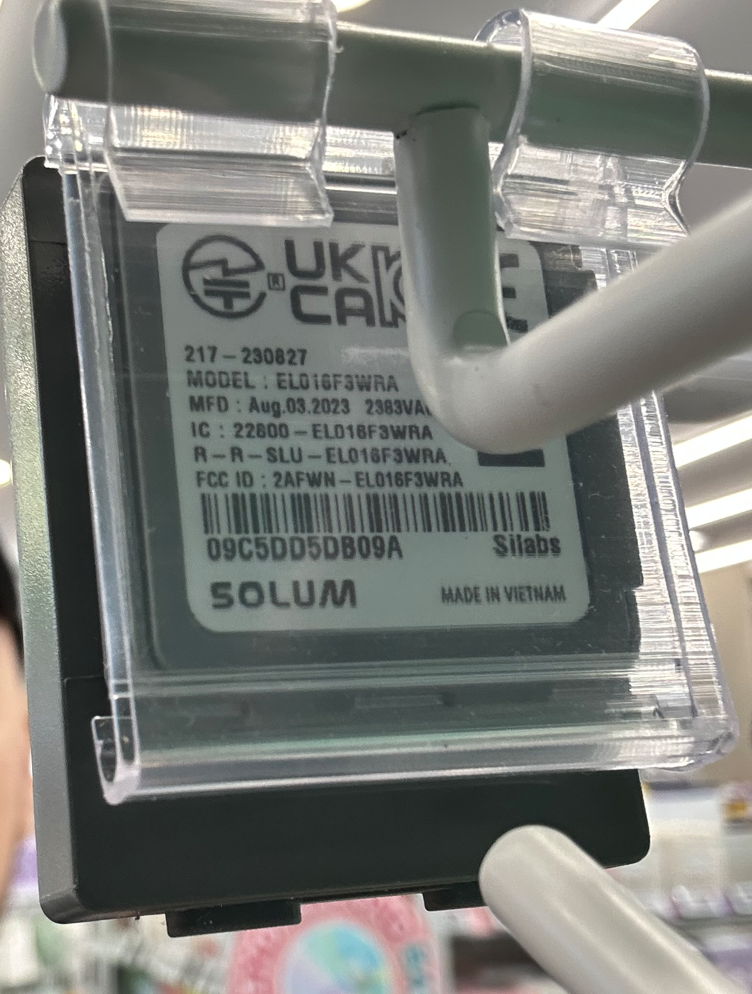 UK
CA
217-230827
MODEL : EL016F3WRA
MFD : Aug.03.2023 2383VA
IC : 22800-EL016F3WRA
R-R-SLU-EL016F3WRA
FCC ID : 2AFWN-EL016F3WRA
09C5DD5DB09A Silabs
SOLUM MADE IN VIETNAM